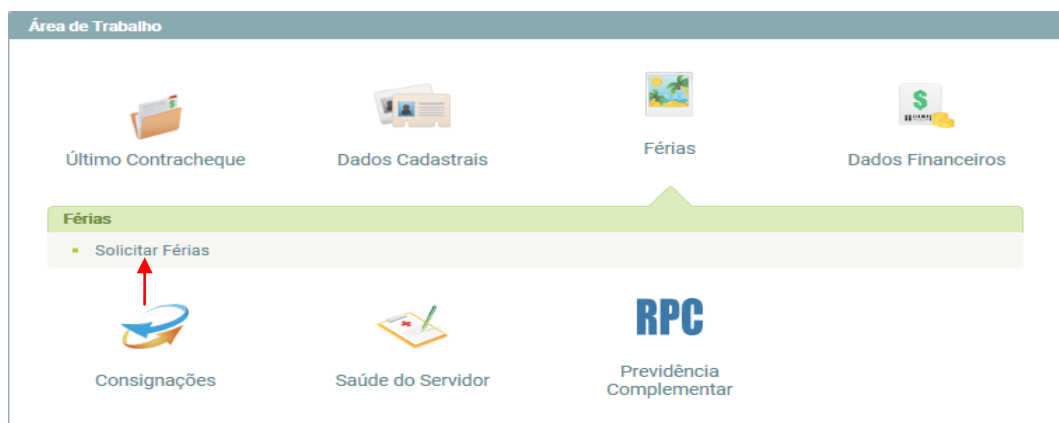 Área de Trabalho
Último Contracheque
Dados Cadastrais
Férias
Dados Financeiros
Férias
Solicitar Férias
RPC
Consignações
Saúde do Servidor
Previdência
Complementar